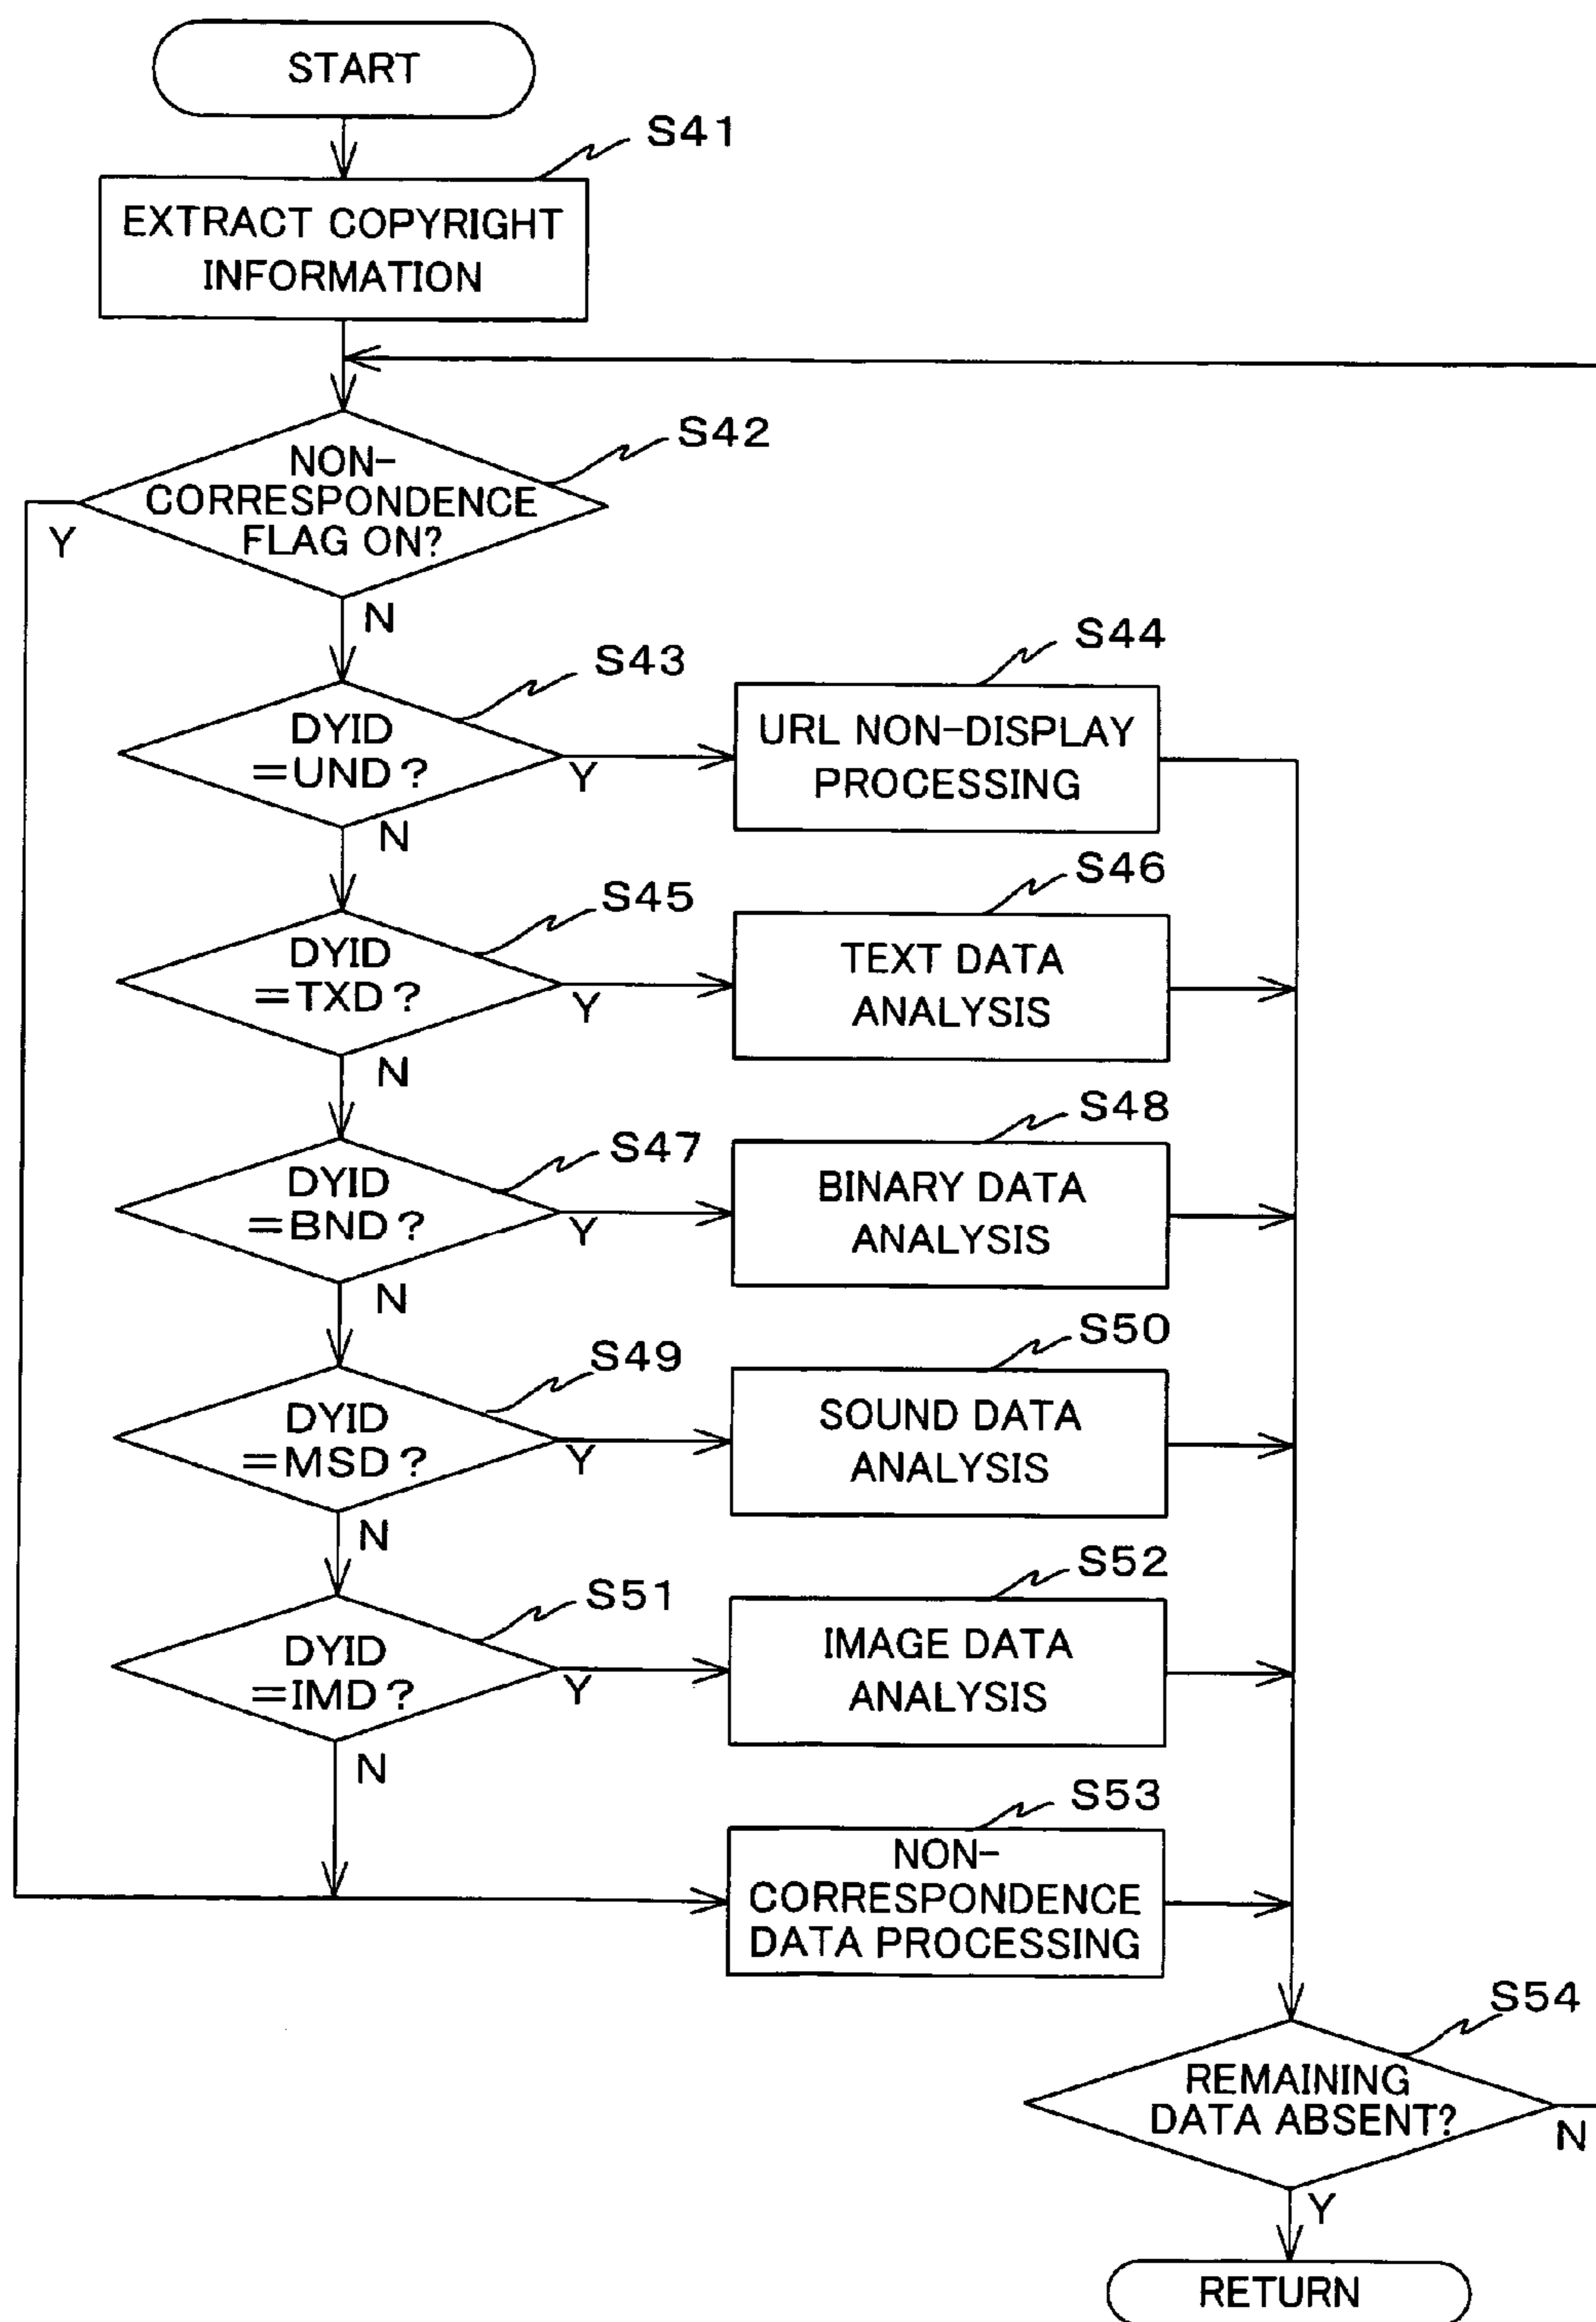 START
S41
EXTRACT COPYRIGHT
INFORMATION
S42
NON-
CORRESPONDENCE
FLAG ON?
Y
N
S43
DYID
=UND?
Y
N
S44
URL NON-DISPLAY
PROCESSING
S45
DYID
=TXD?
Y
N
S46
TEXT DATA
ANALYSIS
S47
DYID
=BND?
Y
N
S48
BINARY DATA
ANALYSIS
S49
DYID
=MSD?
Y
N
S50
SOUND DATA
ANALYSIS
S51
DYID
=IMD?
Y
N
S52
IMAGE DATA
ANALYSIS
S53
NON-
CORRESPONDENCE
DATA PROCESSING
S54
REMAINING
DATA ABSENT?
N
Y
RETURN